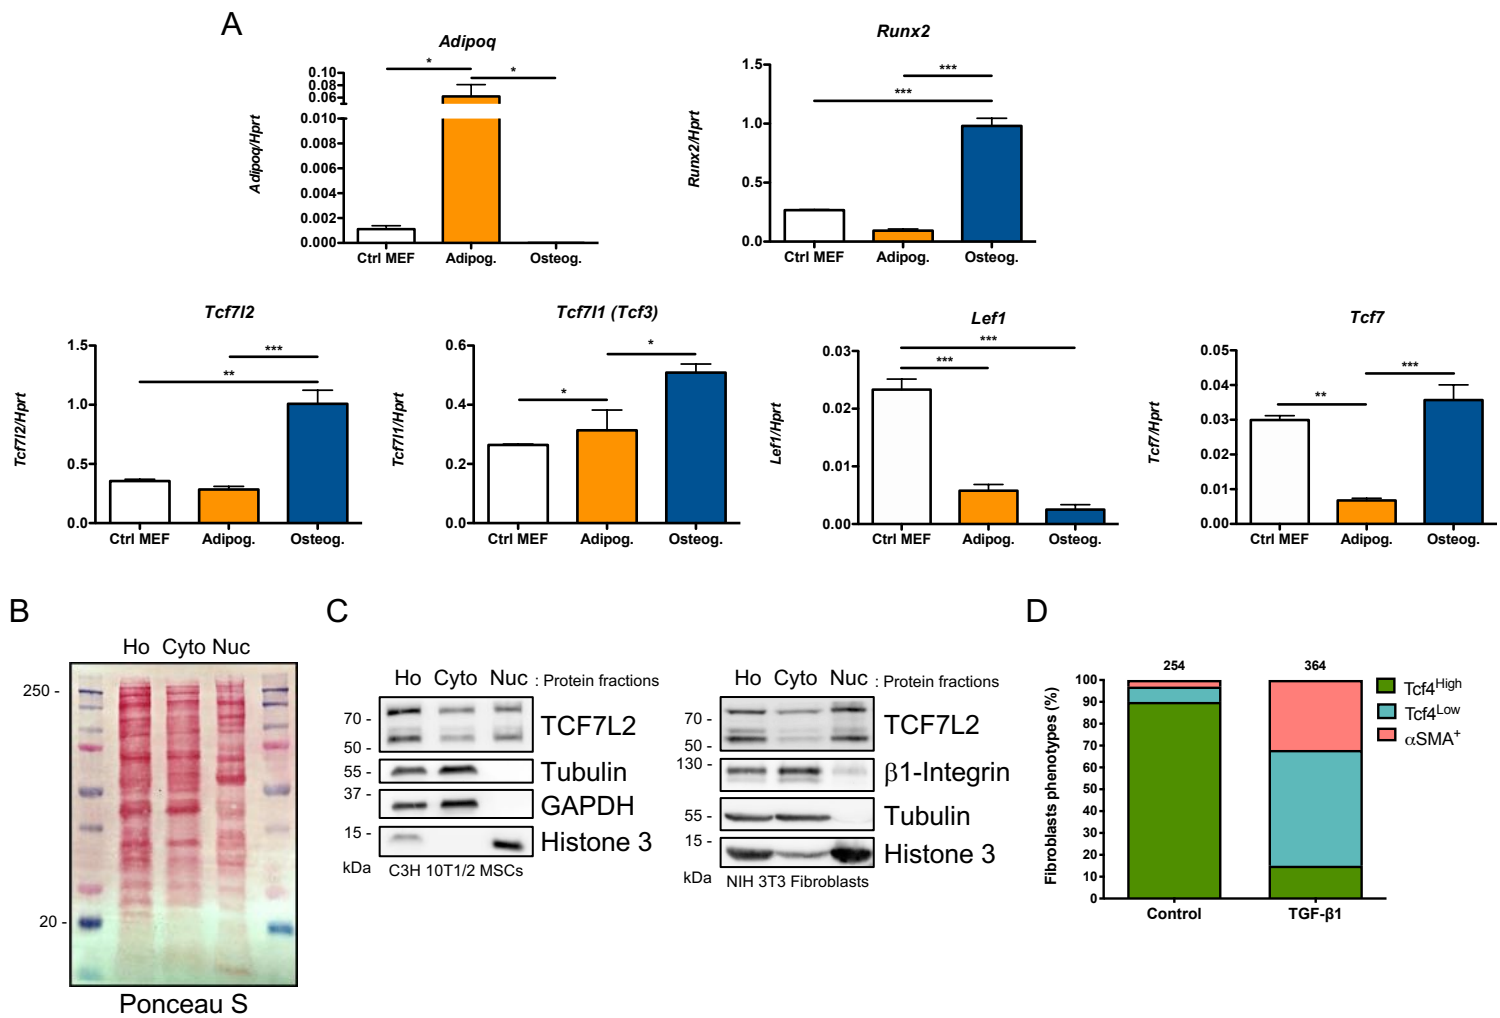 A
Adipoq
Adipoq/Hprt
0.10
0.08
0.06
0.010
0.008
0.006
0.004
0.002
0.000
* *
Ctrl MEF Adipog. Osteog.
Runx2
Runx2/Hprt
1.5
1.0
0.5
0.0
***
***
Ctrl MEF Adipog. Osteog.
Tcf7l2
Tcf7l2/Hprt
1.5
1.0
0.5
0.0
***
**
Ctrl MEF Adipog. Osteog.
Tcf7l1 (Tcf3)
Tcf7l1/Hprt
0.6
0.4
0.2
0.0
*
*
Ctrl MEF Adipog. Osteog.
Lef1
Lef1/Hprt
0.03
0.02
0.01
0.00
***
***
Ctrl MEF Adipog. Osteog.
Tcf7
Tcf7/Hprt
0.05
0.04
0.03
0.02
0.01
0.00
***
**
Ctrl MEF Adipog. Osteog.
B
Ho Cyto Nuc
250 -
20 -
Ponceau S
C
Ho Cyto Nuc : Protein fractions
70 -
50 -
TCF7L2
55 -
Tubulin
37 -
GAPDH
15 -
Histone 3
kDa
C3H 10T1/2 MSCs
Ho Cyto Nuc : Protein fractions
70 -
50 -
TCF7L2
130 -
β1-Integrin
55 -
Tubulin
15 -
Histone 3
kDa
NIH 3T3 Fibroblasts
D
254 364
Fibroblasts phenotypes (%)
100
90
80
70
60
50
40
30
20
10
0
Control TGF-β1
Tcf4High
Tcf4Low
αSMA+